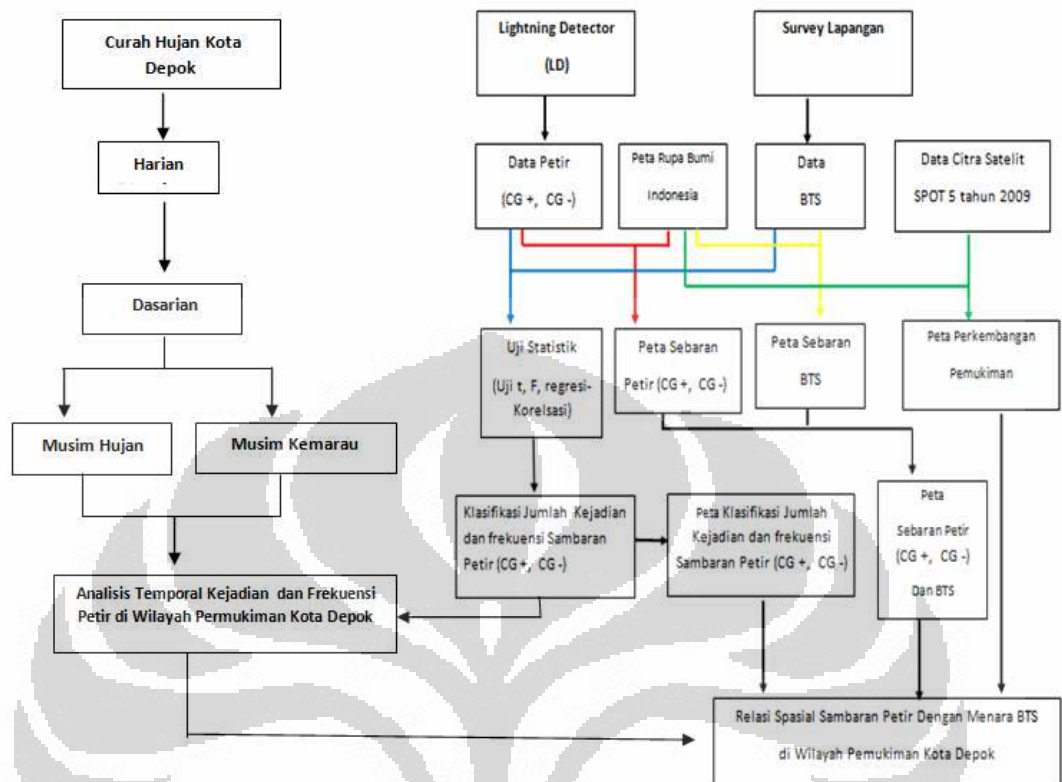 Curah Hujan Kota
Depok
Harian
Dasarian
Musim Hujan
Musim Kemarau
Analisis Temporal Kejadian dan Frekuensi
Petir di Wilayah Permukiman Kota Depok
Lightning Detector
(LD)
Survey Lapangan
Data Petir
(CG +, CG -)
Peta Rupa Bumi
Indonesia
Data
BTS
Data Citra Satelit
SPOT 5 tahun 2009
Uji Statistik
(Uji t, F, regresi-
Korelsasi)
Peta Sebaran
Petir (CG +, CG -)
Peta Sebaran
BTS
Peta Perkembangan
Pemukiman
Klasifikasi Jumlah Kejadian
dan frekuensi Sambaran
Petir (CG +, CG -)
Peta Klasifikasi Jumlah
Kejadian dan frekuensi
Sambaran Petir (CG +, CG -)
Peta
Sebaran Petir
(CG +, CG -)
Dan BTS
Relasi Spasial Sambaran Petir Dengan Menara BTS
di Wilayah Pemukiman Kota Depok